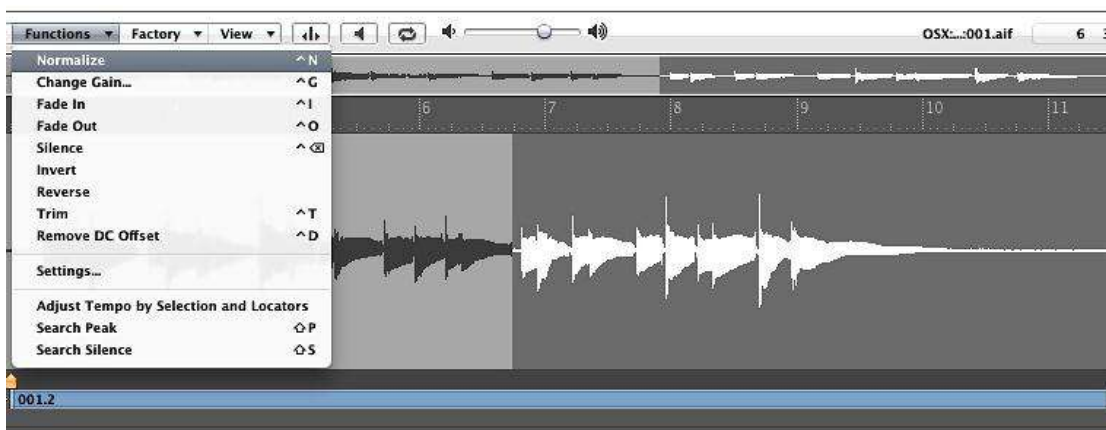 Functions ▼ Factory ▼ View ▼ OSX:...:001.aif 6
Normalize ^N
Change Gain... ^G
Fade In ^I
Fade Out ^O
Silence ^⌫
Invert
Reverse
Trim ^T
Remove DC Offset ^D
Settings...
Adjust Tempo by Selection and Locators
Search Peak ⇧P
Search Silence ⇧S
6 7 8 9 10 11
001.2